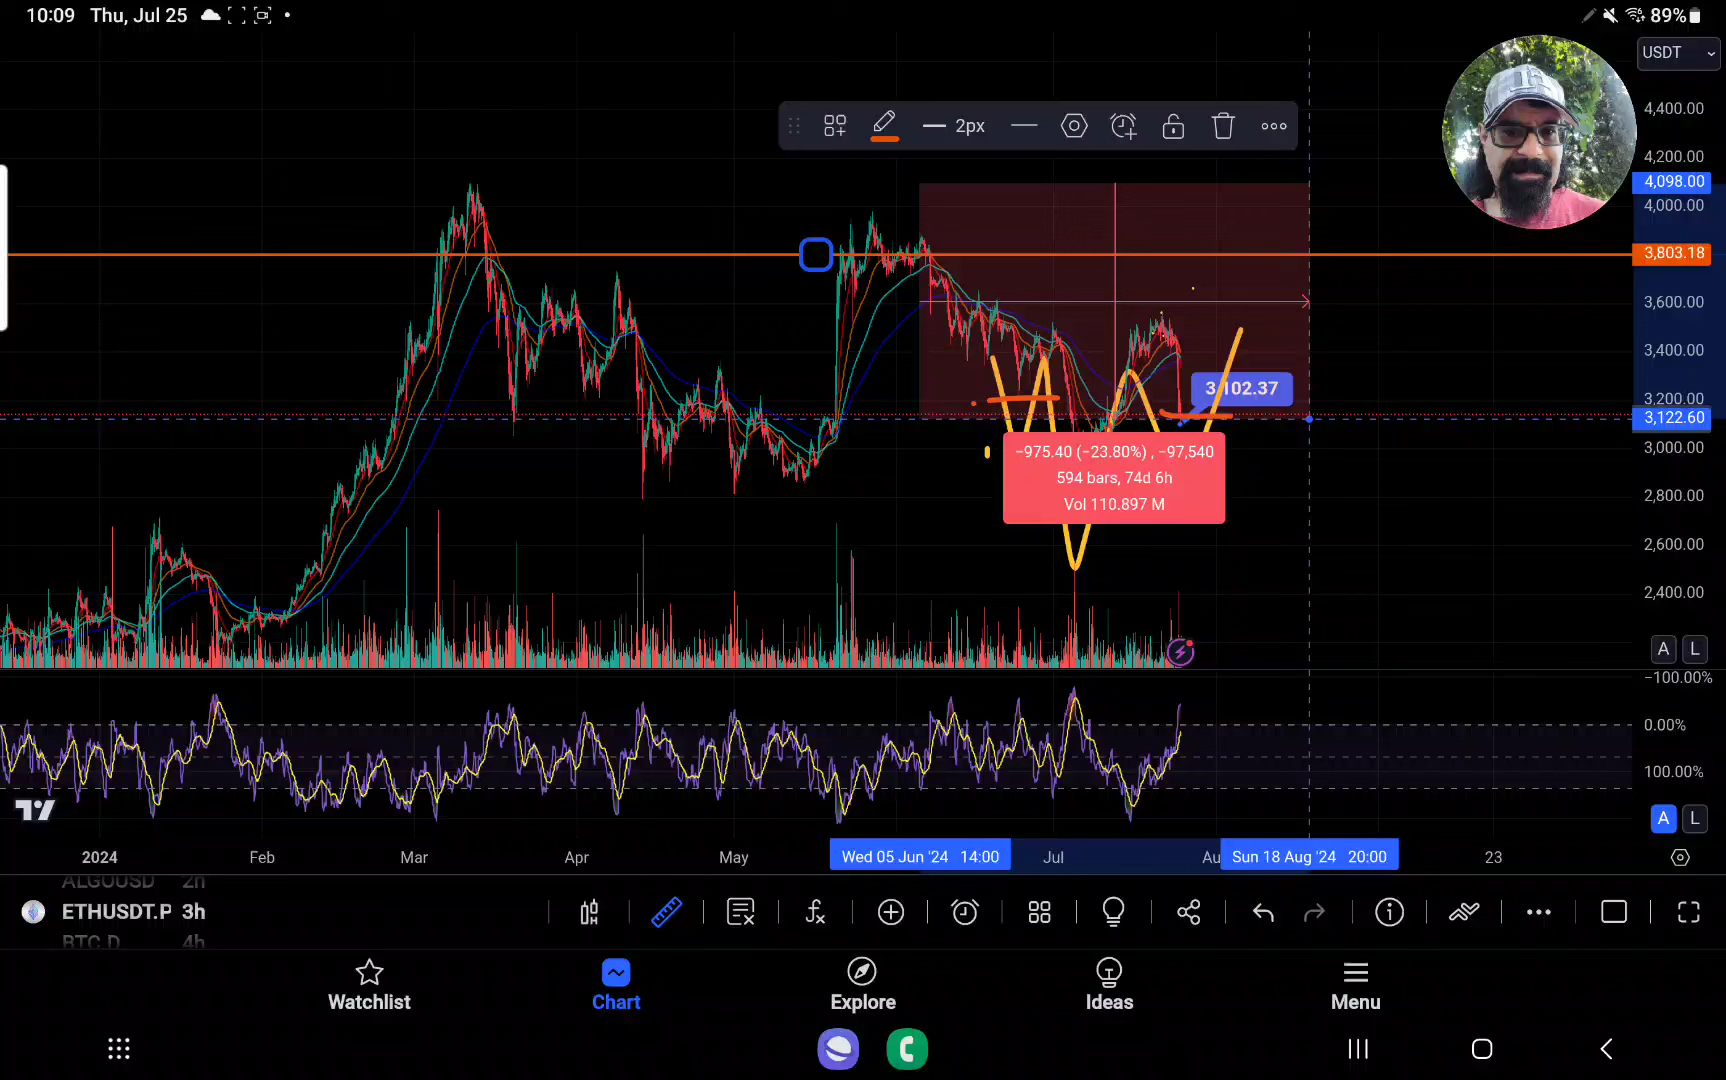 10:09 Thu, Jul 25
89%
USDT
2px
4,400.00
4,200.00
4,098.00
4,000.00
3,803.18
3,600.00
3,400.00
3,102.37
3,200.00
3,122.60
−975.40 (−23.80%) , −97,540
594 bars, 74d 6h
Vol 110.897 M
3,000.00
2,800.00
2,600.00
2,400.00
A L
−100.00%
0.00%
100.00%
A L
2024 Feb Mar Apr May Wed 05 Jun '24 14:00 Jul Au Sun 18 Aug '24 20:00 23
ALGOUSD 2h
ETHUSDT.P 3h
BTC.D 4h
Watchlist Chart Explore Ideas Menu